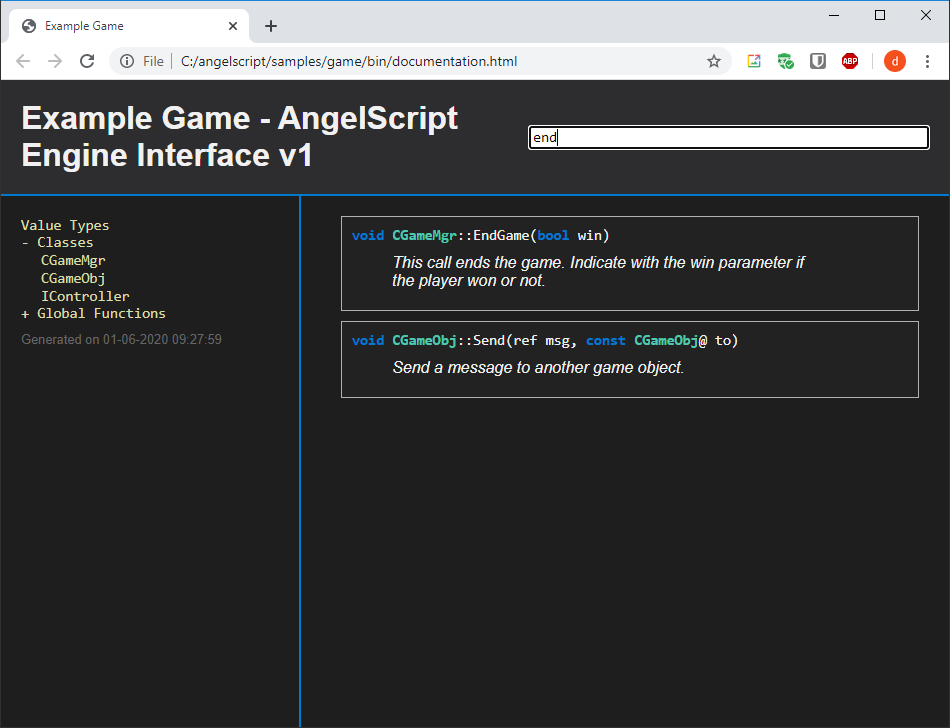 Example Game
File
C:/angelscript/samples/game/bin/documentation.html
ABP
d
Example Game - AngelScript
Engine Interface v1
end
Value Types
- Classes
CGameMgr
CGameObj
IController
+ Global Functions
Generated on 01-06-2020 09:27:59
void CGameMgr::EndGame(bool win)
This call ends the game. Indicate with the win parameter if
the player won or not.
void CGameObj::Send(ref msg, const CGameObj@ to)
Send a message to another game object.